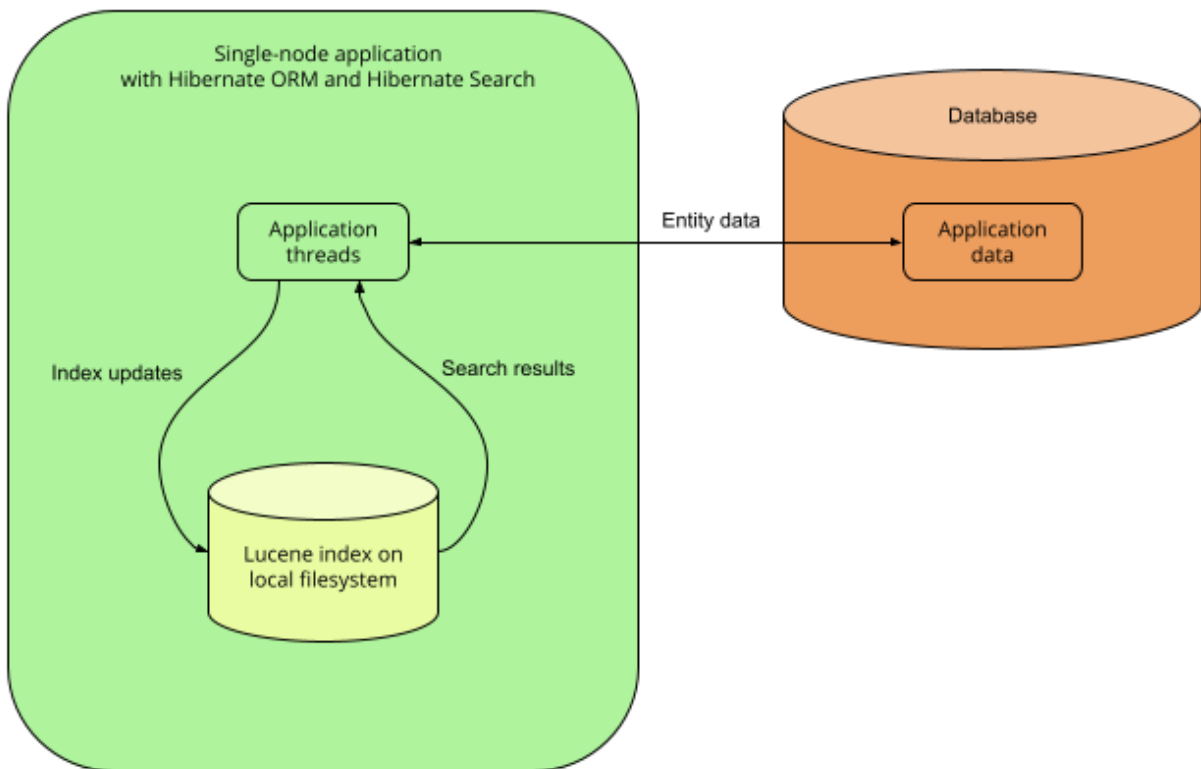 Single-node application
with Hibernate ORM and Hibernate Search
Database
Application
threads
Entity data
Application
data
Index updates
Search results
Lucene index on
local filesystem